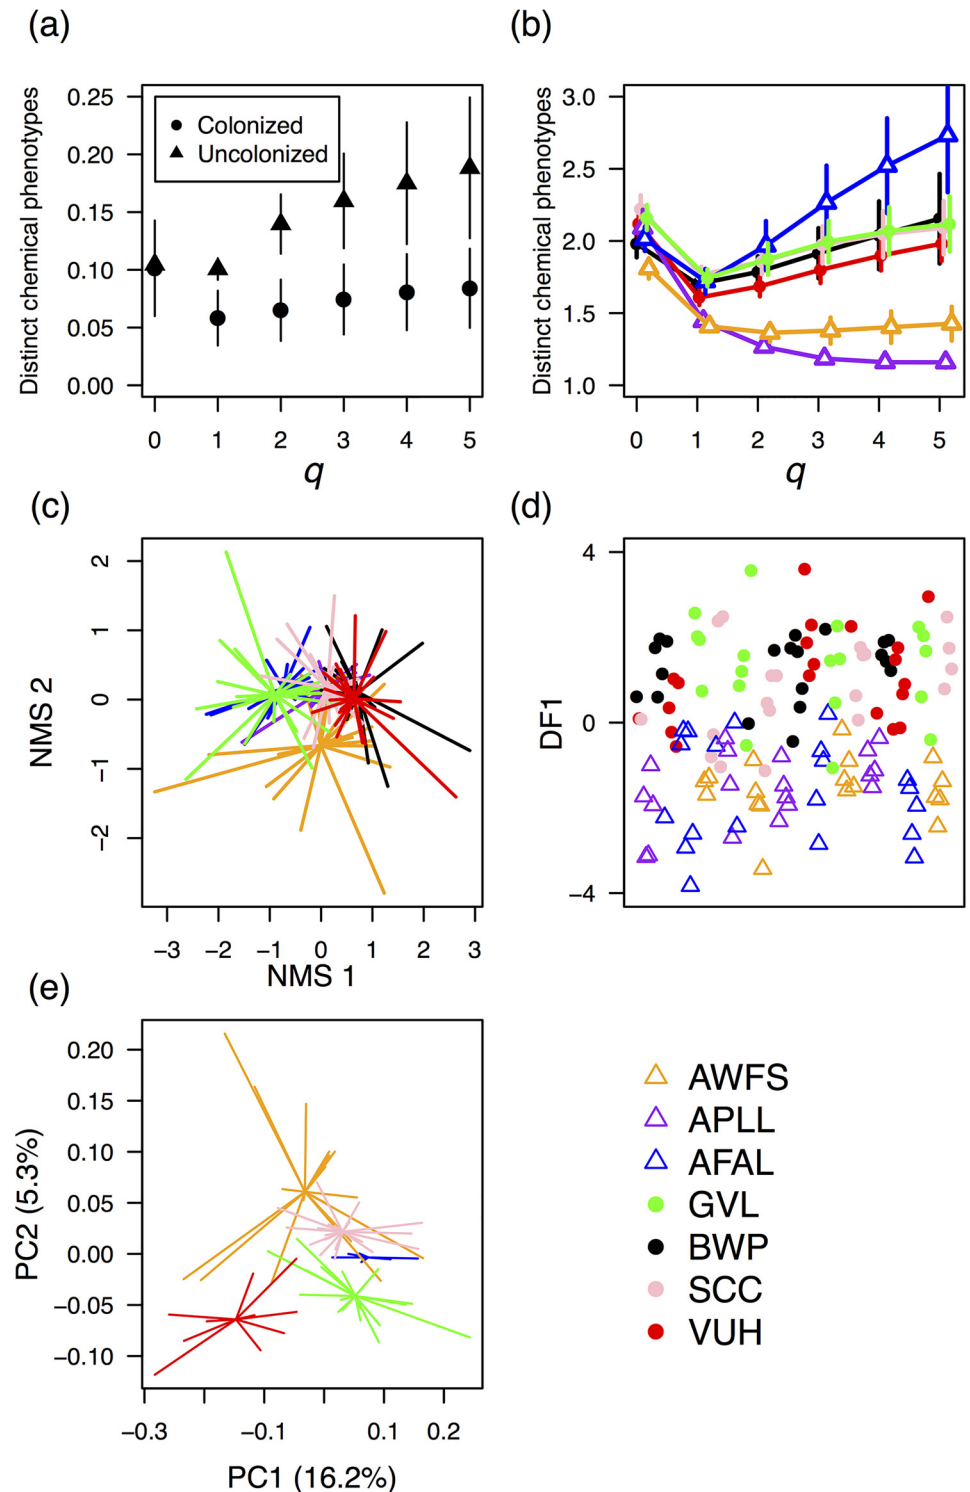 (a)
Distinct chemical phenotypes
0.25
0.20
0.15
0.10
0.05
0.00
Colonized
Uncolonized
0 1 2 3 4 5
q
(b)
Distinct chemical phenotypes
3.0
2.5
2.0
1.5
1.0
0 1 2 3 4 5
q
(c)
NMS 2
2
1
0
−1
−2
−3 −2 −1 0 1 2 3
NMS 1
(d)
DF1
4
0
−4
(e)
PC2 (5.3%)
0.20
0.15
0.10
0.05
0.00
−0.05
−0.10
−0.3 −0.1 0.1 0.2
PC1 (16.2%)
AWFS
APLL
AFAL
GVL
BWP
SCC
VUH